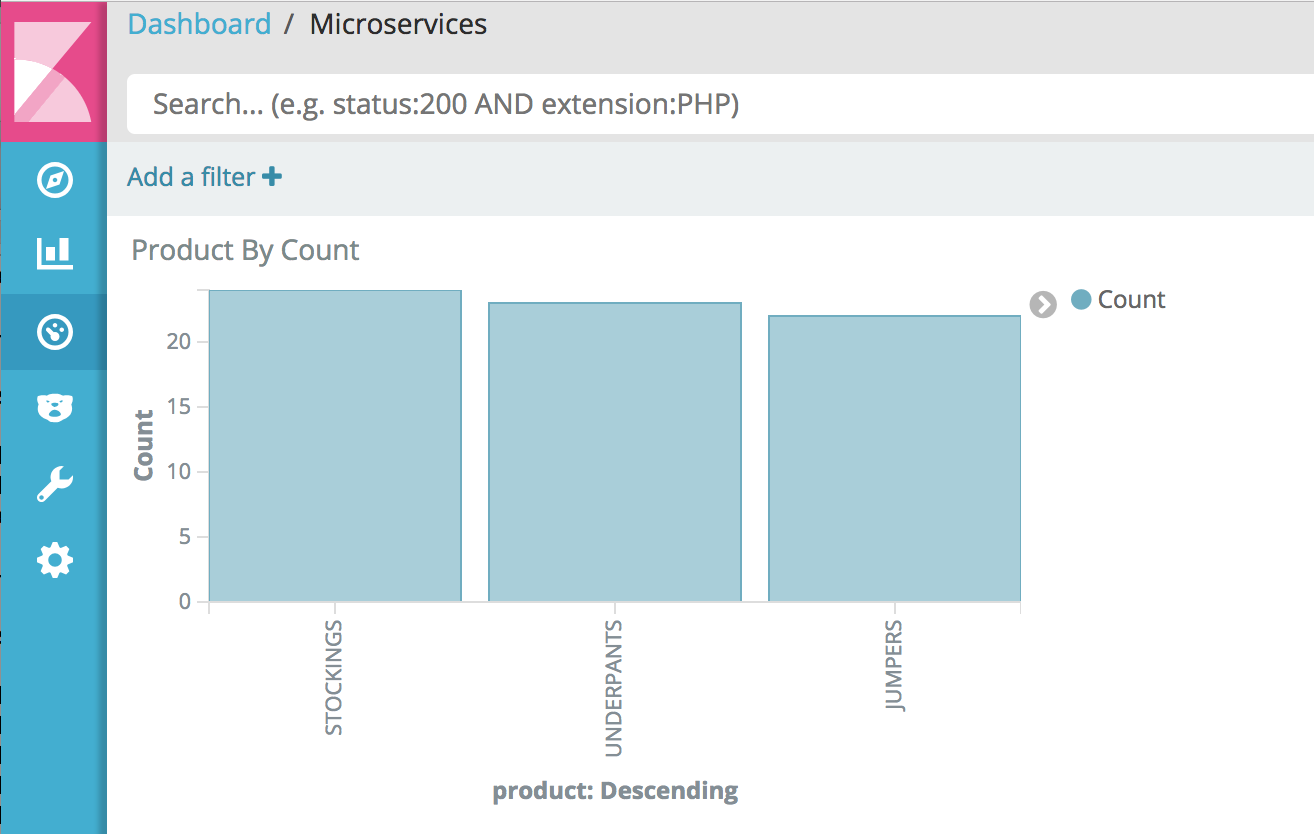 Dashboard / Microservices
Search... (e.g. status:200 AND extension:PHP)
Add a filter
Product By Count
Count
20
15
10
5
0
Count
STOCKINGS
UNDERPANTS
JUMPERS
product: Descending